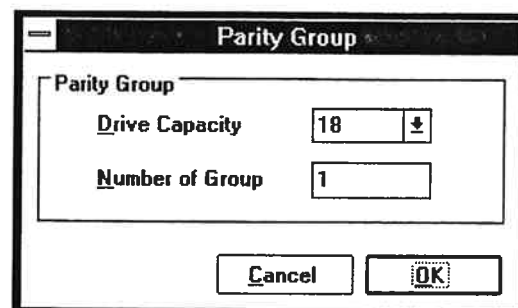 Parity Group
Parity Group
Drive Capacity 18
Number of Group 1
Cancel OK